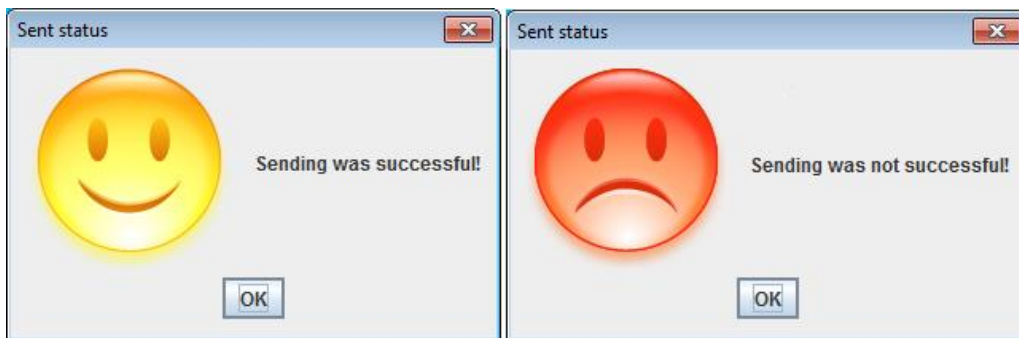 Sent status
Sending was successful!
OK
Sent status
Sending was not successful!
OK